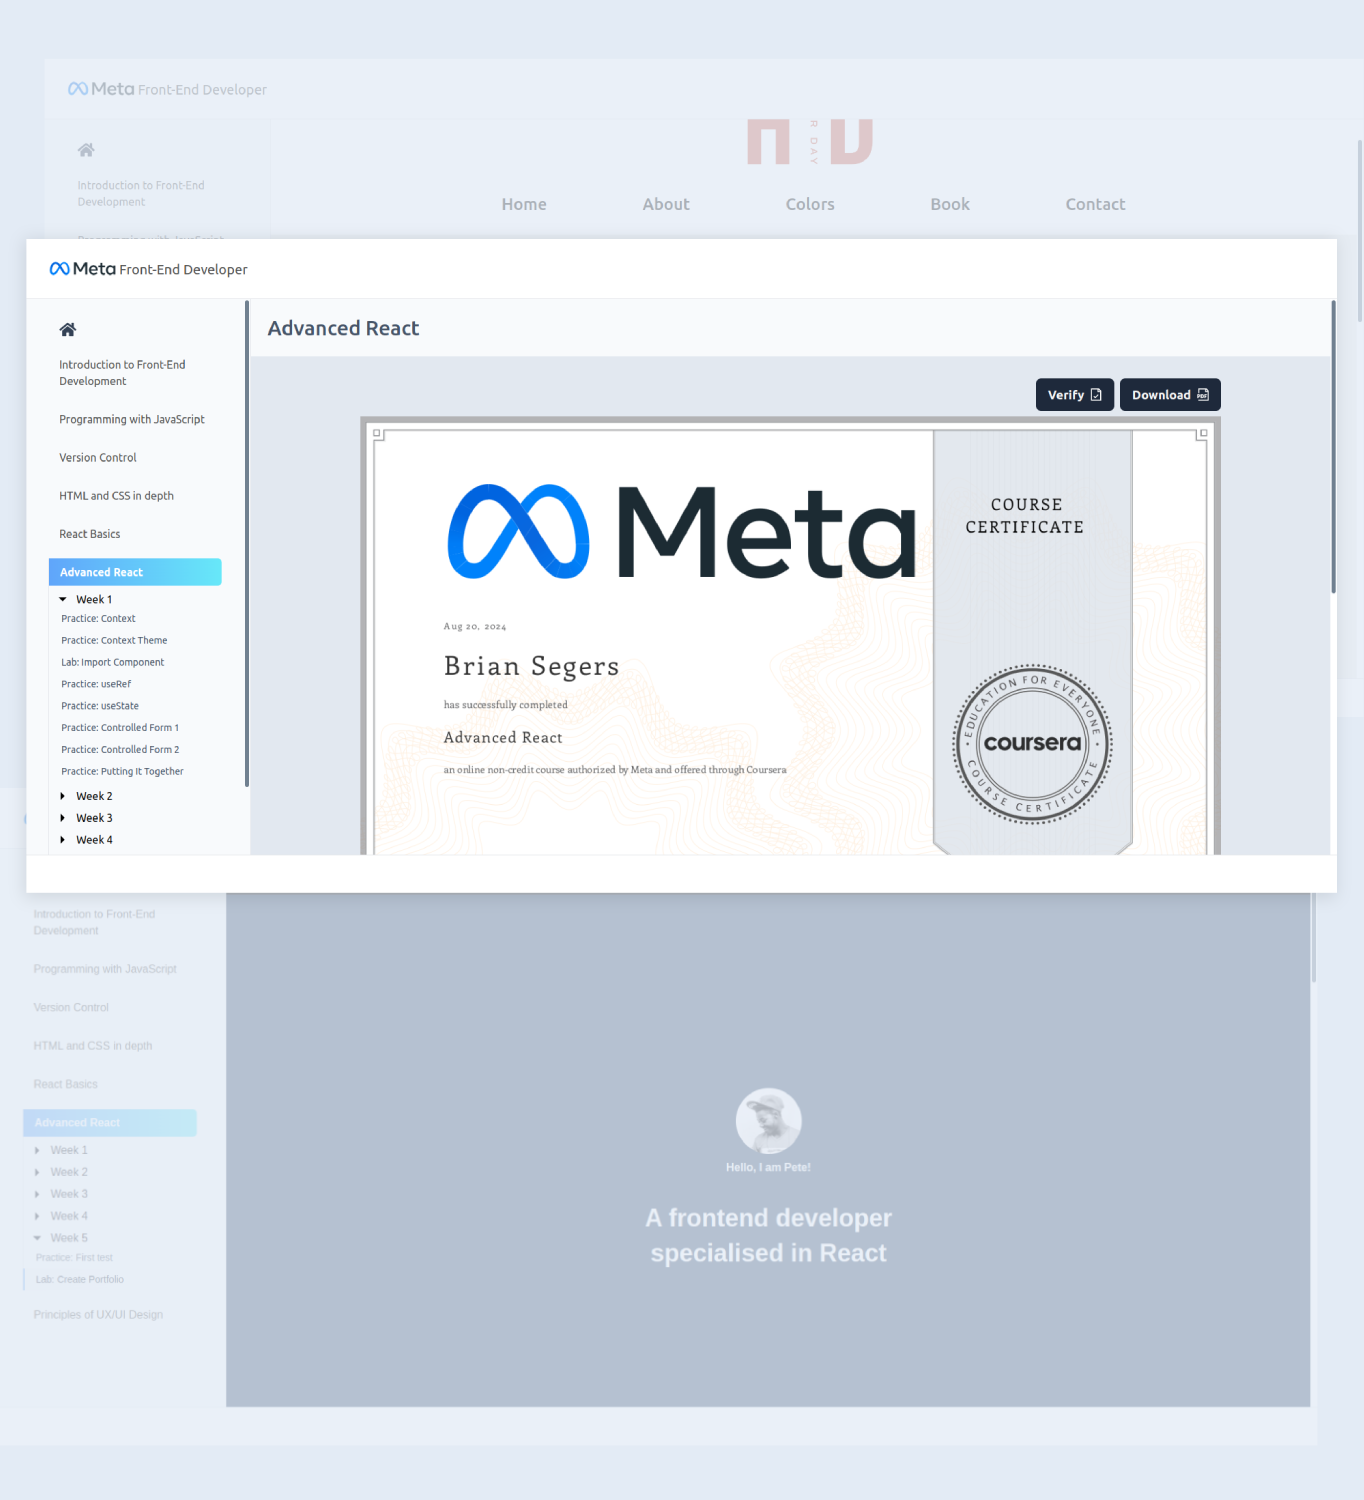 Meta Front-End Developer
R DAY
Introduction to Front-End
Development
Home About Colors Book Contact
Meta Front-End Developer
Advanced React
Introduction to Front-End
Development
Programming with JavaScript
Version Control
HTML and CSS in depth
React Basics
Advanced React
Week 1
Practice: Context
Practice: Context Theme
Lab: Import Component
Practice: useRef
Practice: useState
Practice: Controlled Form 1
Practice: Controlled Form 2
Practice: Putting It Together
Week 2
Week 3
Week 4
Verify Download
PDF
Meta
COURSE
CERTIFICATE
Aug 20, 2024
Brian Segers
has successfully completed
Advanced React
an online non-credit course authorized by Meta and offered through Coursera
EDUCATION FOR EVERYONE
coursera
COURSE CERTIFICATE
Introduction to Front-End
Development
Programming with JavaScript
Version Control
HTML and CSS in depth
React Basics
Advanced React
Week 1
Week 2
Week 3
Week 4
Week 5
Practice: First test
Lab: Create Portfolio
Principles of UX/UI Design
Hello, I am Pete!
A frontend developer
specialised in React